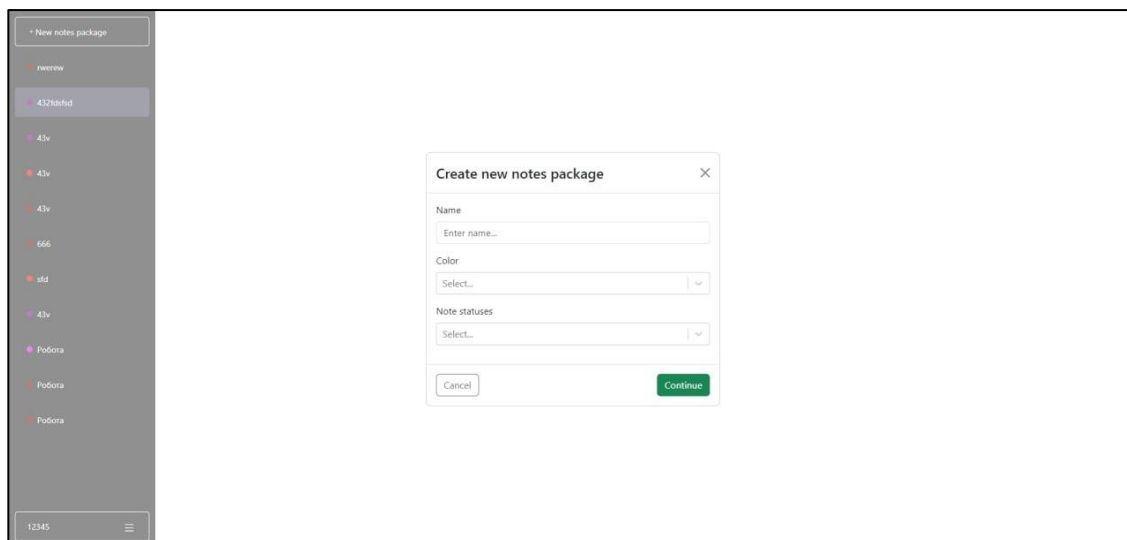 + New notes package
rwerew
432fdsfsd
43v
43v
43v
666
sfd
43v
Робота
Робота
Робота
12345
Create new notes package
Name
Enter name...
Color
Select...
Note statuses
Select...
Cancel
Continue